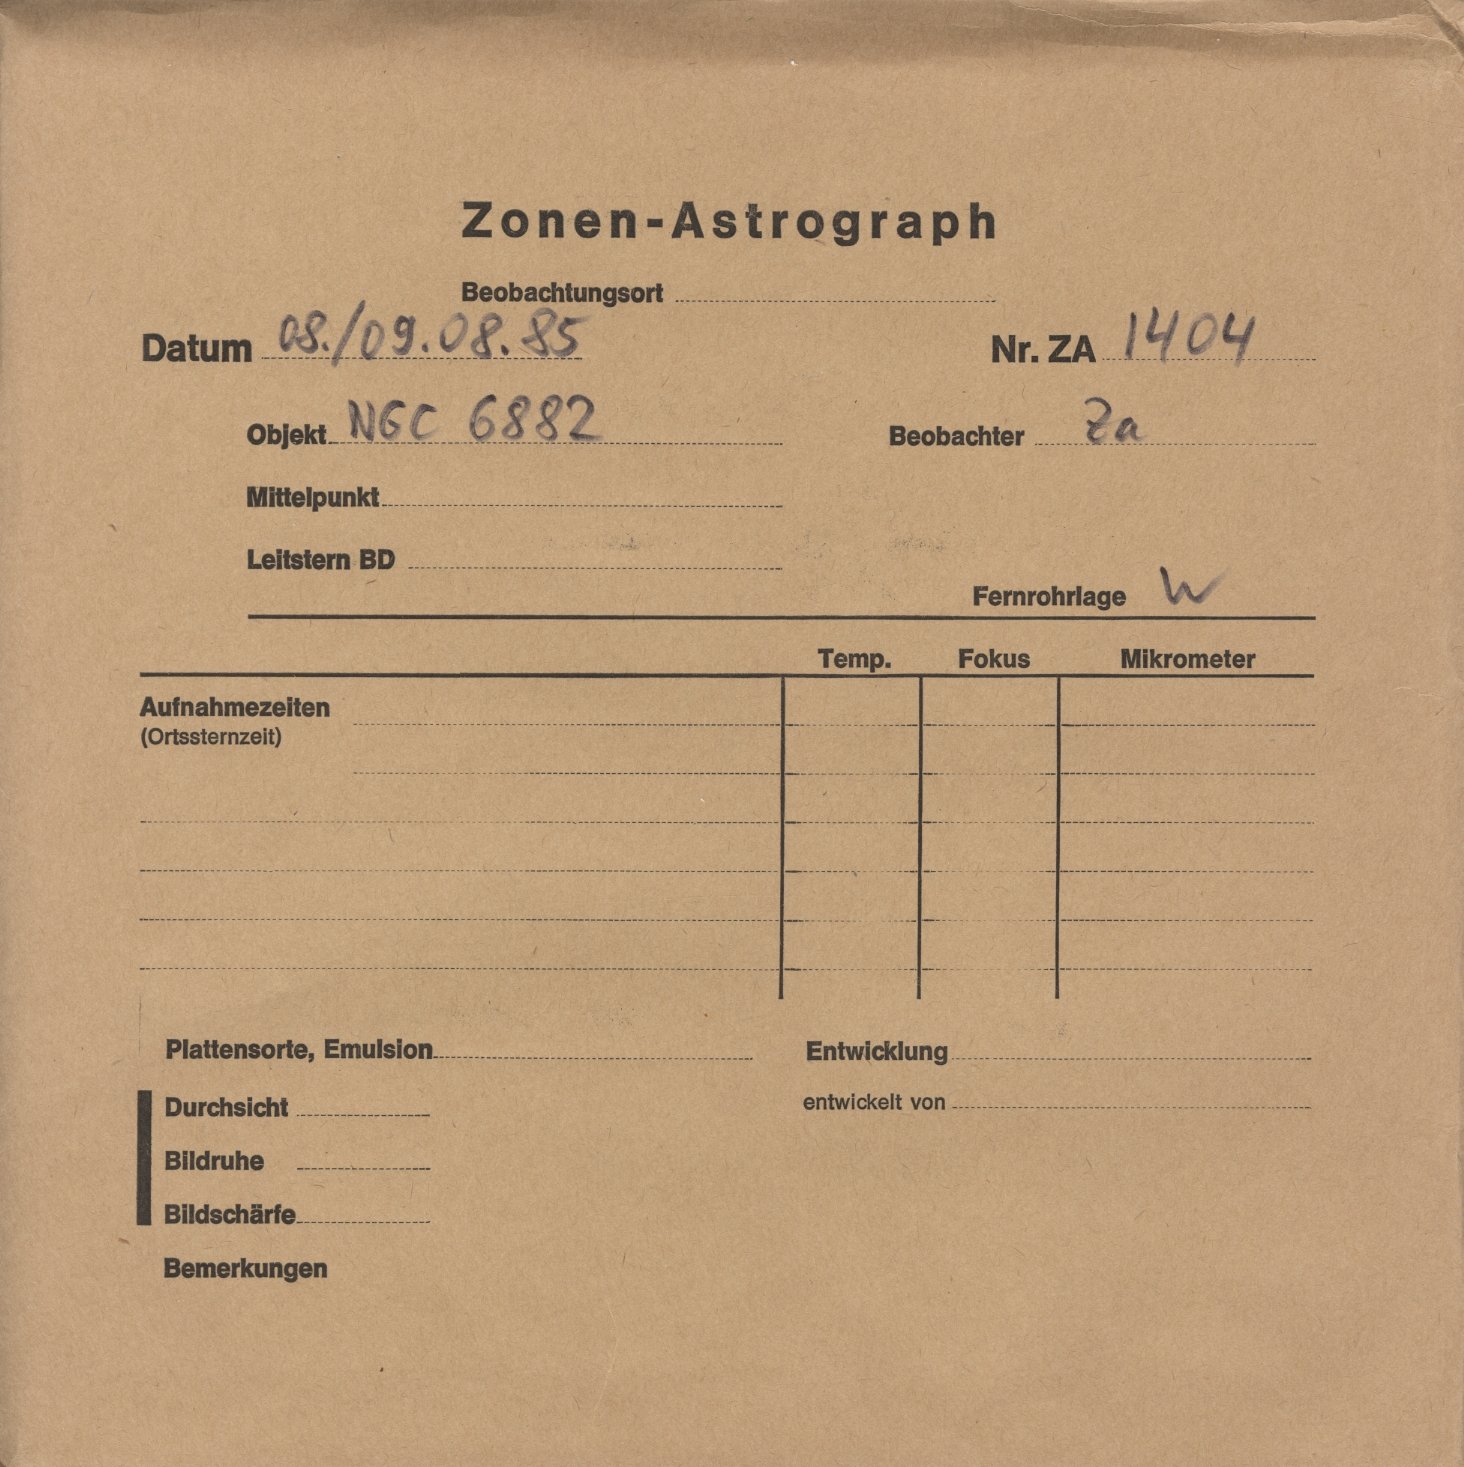 Zonen-Astrograph
Beobachtungsort
Datum 08./09.08.85 Nr. ZA 1404
Objekt NGC 6882 Beobachter Za
Mittelpunkt
Leitstern BD
Fernrohrlage W
Temp. Fokus Mikrometer
Aufnahmezeiten
(Ortssternzeit)
Plattensorte, Emulsion Entwicklung
Durchsicht entwickelt von
Bildruhe
Bildschärfe
Bemerkungen